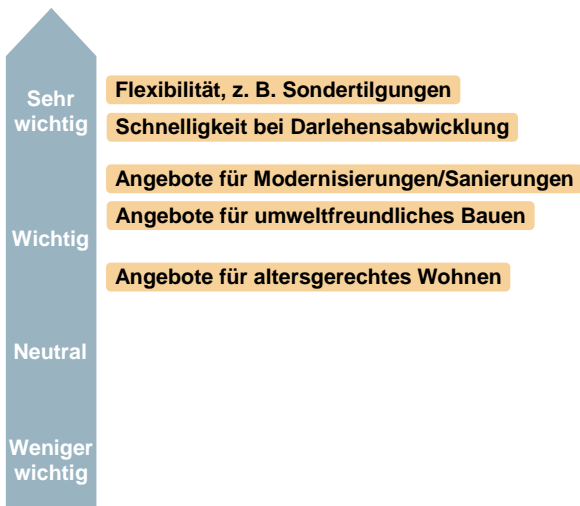 Sehr
wichtig
Flexibilität, z. B. Sondertilgungen
Schnelligkeit bei Darlehensabwicklung
Angebote für Modernisierungen/Sanierungen
Angebote für umweltfreundliches Bauen
Wichtig
Angebote für altersgerechtes Wohnen
Neutral
Weniger
wichtig